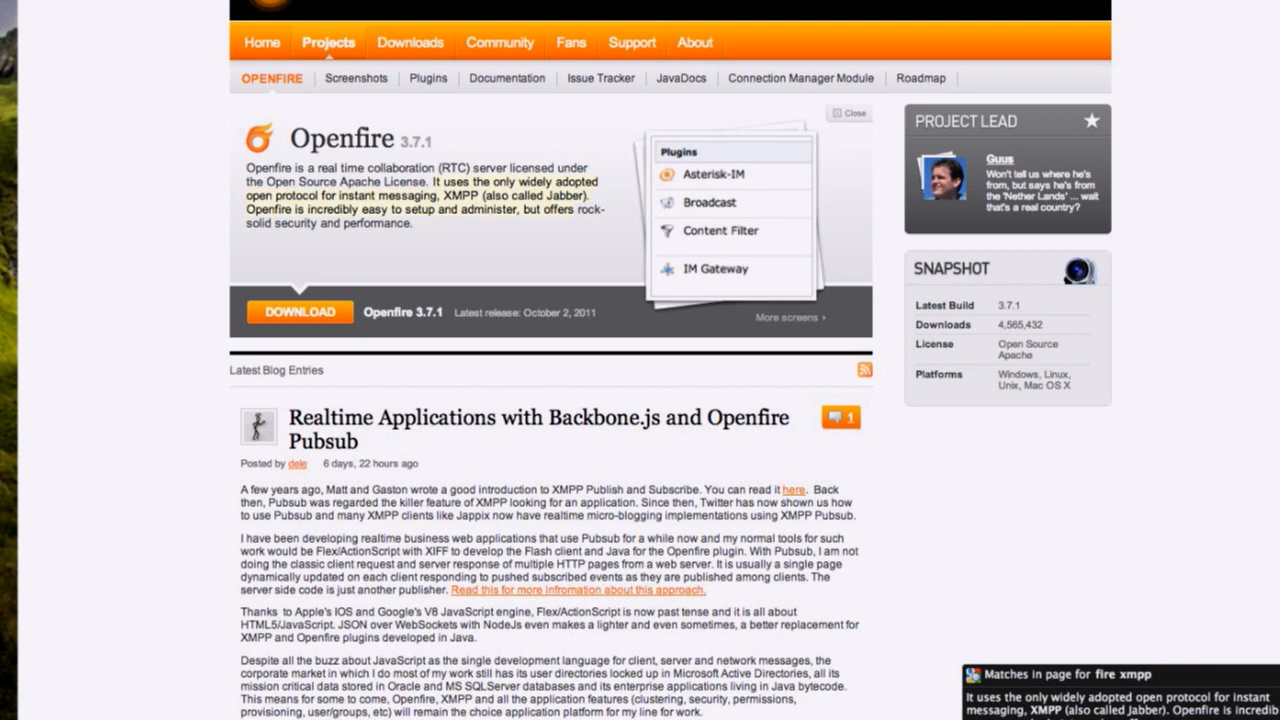 Home Projects Downloads Community Fans Support About
OPENFIRE Screenshots Plugins Documentation Issue Tracker JavaDocs Connection Manager Module Roadmap
Close
Openfire 3.7.1
Openfire is a real time collaboration (RTC) server licensed under
the Open Source Apache License. It uses the only widely adopted
open protocol for instant messaging, XMPP (also called Jabber).
Openfire is incredibly easy to setup and administer, but offers rock-
solid security and performance.
Plugins
Asterisk-IM
Broadcast
Content Filter
IM Gateway
DOWNLOAD Openfire 3.7.1 Latest release: October 2, 2011
More screens
PROJECT LEAD
Guus
Won't tell us where he's
from, but says he's from
the 'Nether Lands' ... wait
that's a real country?
SNAPSHOT
Latest Build 3.7.1
Downloads 4,565,432
License Open Source
Apache
Platforms Windows, Linux,
Unix, Mac OS X
Latest Blog Entries
Realtime Applications with Backbone.js and Openfire
Pubsub
1
Posted by dele 6 days, 22 hours ago
A few years ago, Matt and Gaston wrote a good introduction to XMPP Publish and Subscribe. You can read it here. Back
then, Pubsub was regarded the killer feature of XMPP looking for an application. Since then, Twitter has now shown us how
to use Pubsub and many XMPP clients like Jappix now have realtime micro-blogging implementations using XMPP Pubsub.
I have been developing realtime business web applications that use Pubsub for a while now and my normal tools for such
work would be Flex/ActionScript with XIFF to develop the Flash client and Java for the Openfire plugin. With Pubsub, I am not
doing the classic client request and server response of multiple HTTP pages from a web server. It is usually a single page
dynamically updated on each client responding to pushed subscribed events as they are published among clients. The
server side code is just another publisher. Read this for more infromation about this approach.
Thanks to Apple's IOS and Google's V8 JavaScript engine, Flex/ActionScript is now past tense and it is all about
HTML5/JavaScript. JSON over WebSockets with NodeJs even makes a lighter and even sometimes, a better replacement for
XMPP and Openfire plugins developed in Java.
Despite all the buzz about JavaScript as the single development language for client, server and network messages, the
corporate market in which I do most of my work still has its user directories locked up in Microsoft Active Directories, all its
mission critical data stored in Oracle and MS SQLServer databases and its enterprise applications living in Java bytecode.
This means for some to come, Openfire, XMPP and all the application features (clustering, security, permissions,
provisioning, user/groups, etc) will remain the choice application platform for my line for work.
Matches in page for fire xmpp
It uses the only widely adopted open protocol for instant
messaging, XMPP (also called Jabber). Openfire is incredib